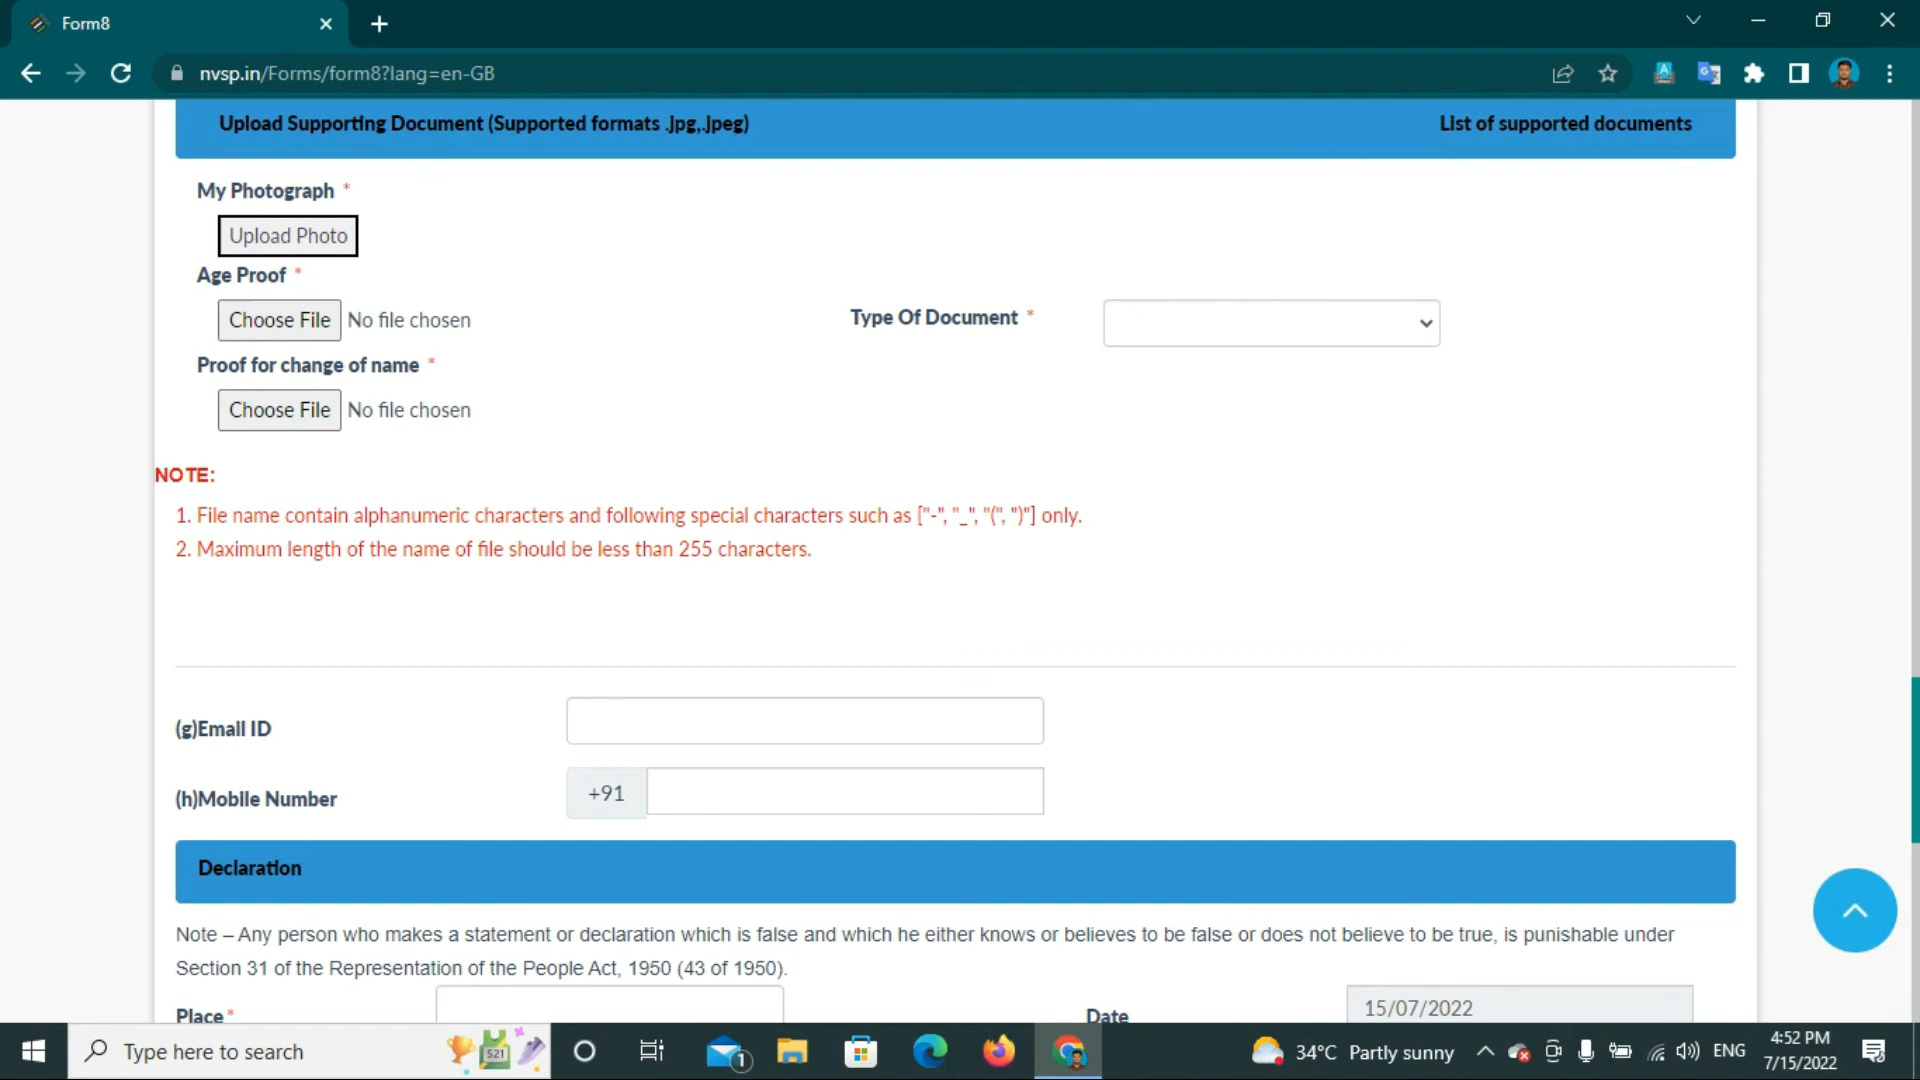 Form8
nvsp.in/Forms/form8?lang=en-GB
Upload Supporting Document (Supported formats .jpg,.jpeg)
List of supported documents
My Photograph *
Upload Photo
Age Proof *
Choose File No file chosen
Type Of Document *
Proof for change of name *
Choose File No file chosen
NOTE:
1. File name contain alphanumeric characters and following special characters such as ["-", "_", "(", ")"] only.
2. Maximum length of the name of file should be less than 255 characters.
(g)Email ID
(h)Mobile Number
+91
Declaration
Note – Any person who makes a statement or declaration which is false and which he either knows or believes to be false or does not believe to be true, is punishable under
Section 31 of the Representation of the People Act, 1950 (43 of 1950).
Place*
Date
15/07/2022
Type here to search
521
1
34°C Partly sunny
ENG
4:52 PM
7/15/2022